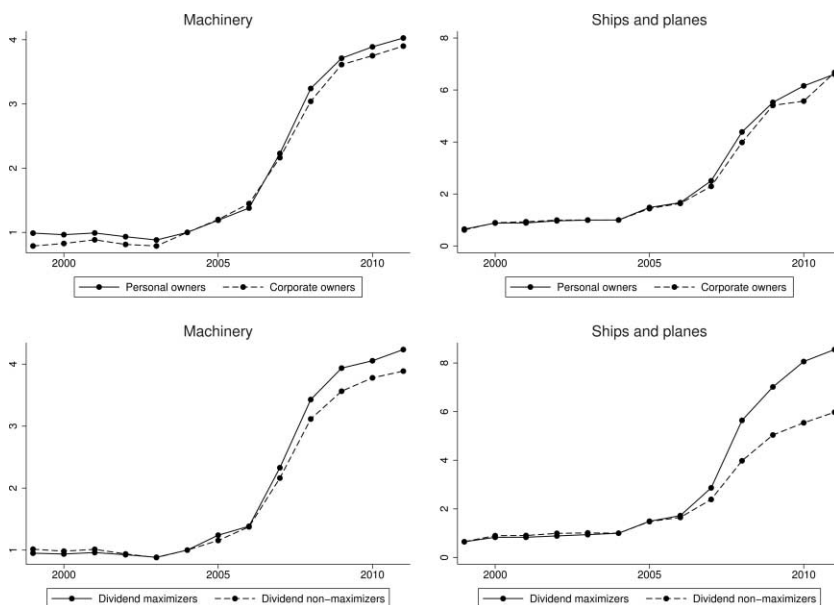 Machinery
4
3
2
1
2000 2005 2010
Personal owners Corporate owners
Ships and planes
8
6
4
2
0
2000 2005 2010
Personal owners Corporate owners
Machinery
4
3
2
1
2000 2005 2010
Dividend maximizers Dividend non−maximizers
Ships and planes
8
6
4
2
0
2000 2005 2010
Dividend maximizers Dividend non−maximizers